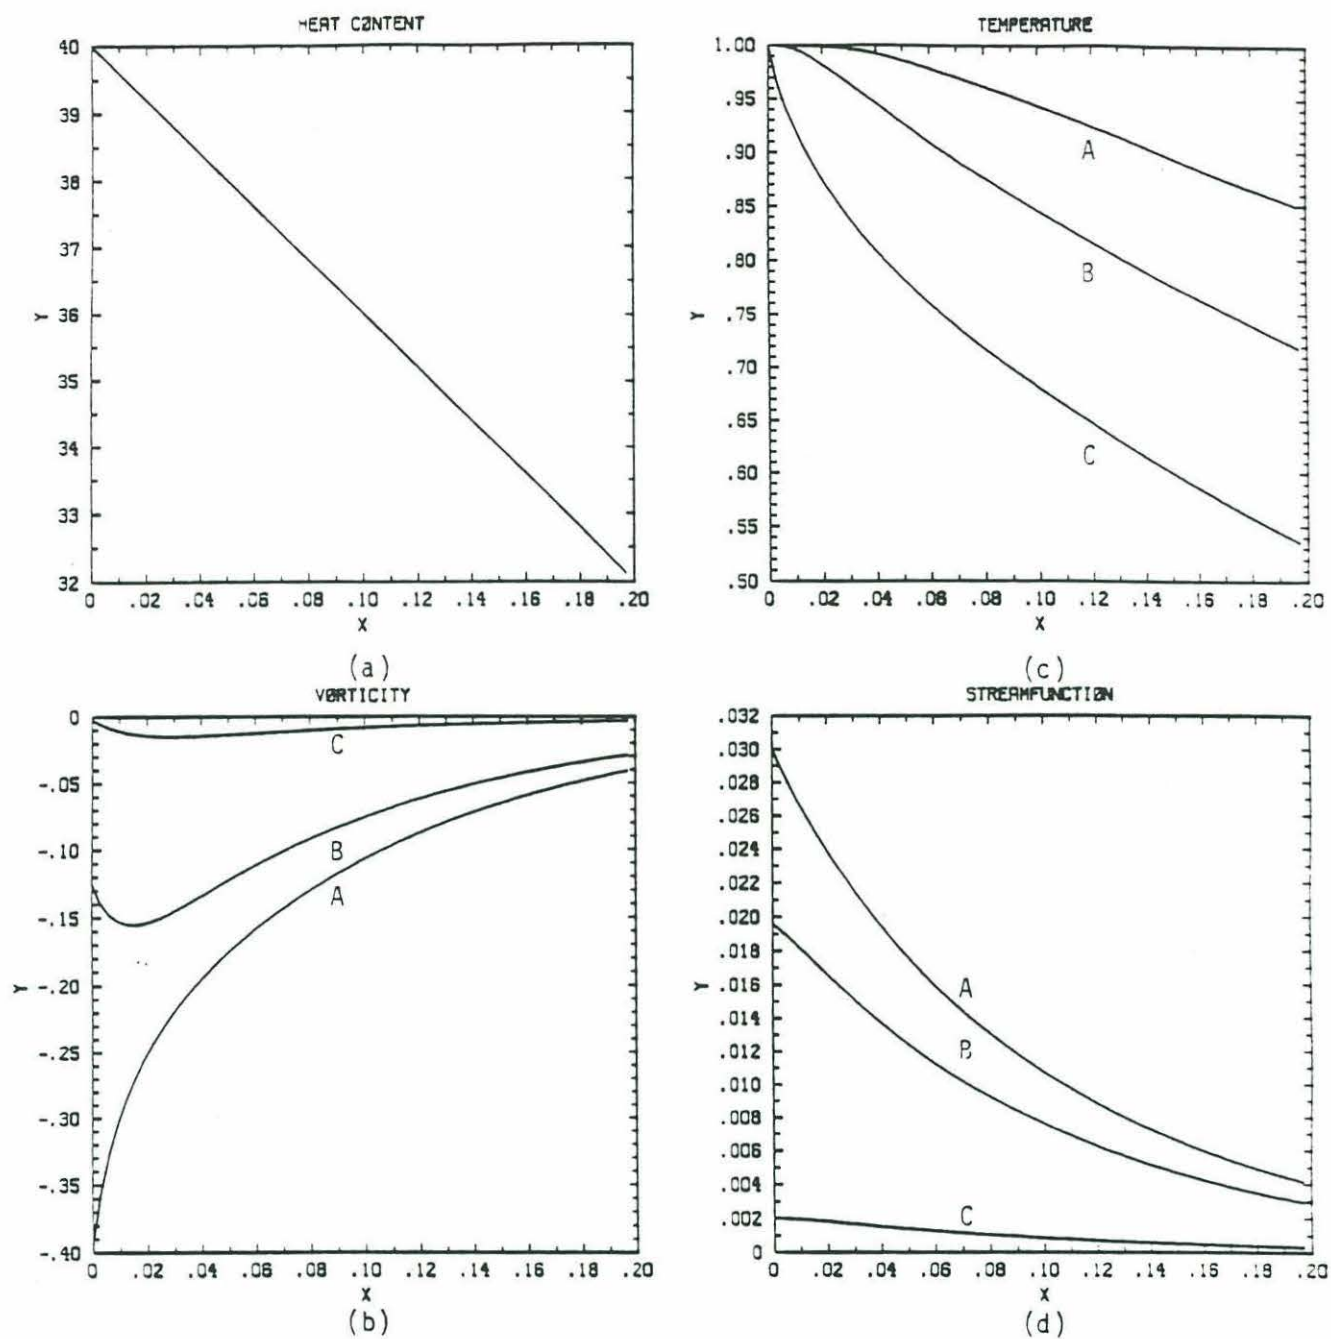 HEAT CØNTENT
40
39
38
37
Y 36
35
34
33
32
0 .02 .04 .06 .08 .10 .12 .14 .16 .18 .20
X
(a)
TEMPERATURE
1.00
.95
.90
.85
.80
Y .75
.70
.65
.60
.55
.50
A
B
C
0 .02 .04 .06 .08 .10 .12 .14 .16 .18 .20
X
(c)
VØRTICITY
0
-.05
-.10
-.15
Y -.20
-.25
-.30
-.35
-.40
C
B
A
0 .02 .04 .06 .08 .10 .12 .14 .16 .18 .20
X
(b)
STREAMFUNCTIØN
.032
.030
.028
.026
.024
.022
.020
.018
Y .016
.014
.012
.010
.008
.006
.004
.002
0
A
B
C
0 .02 .04 .06 .08 .10 .12 .14 .16 .18 .20
X
(d)